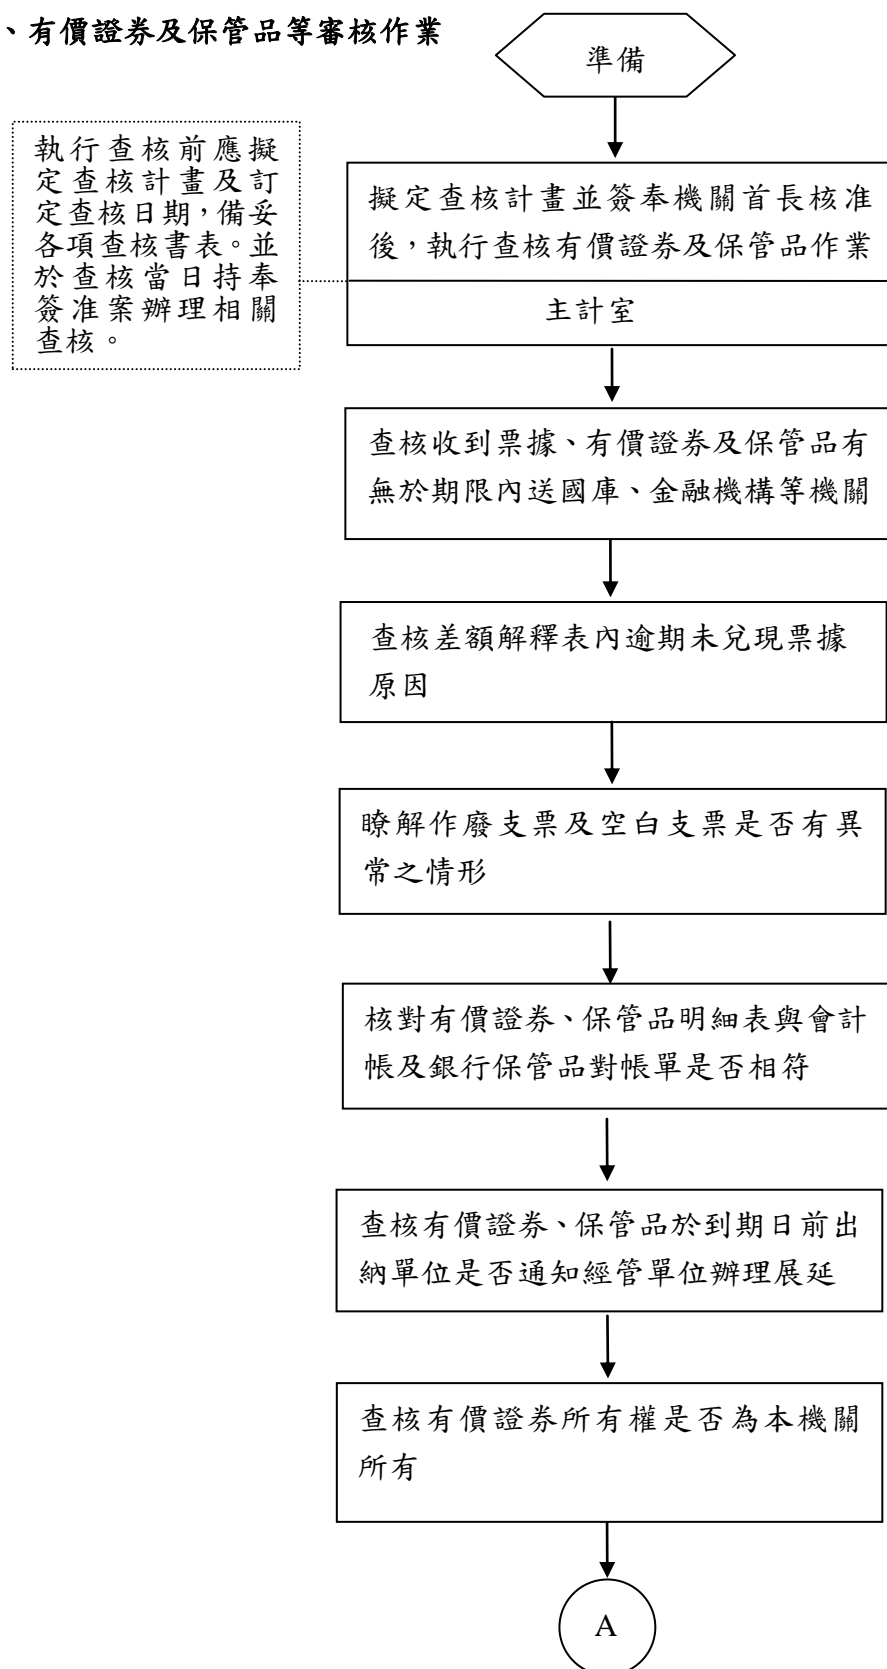 、有價證券及保管品等審核作業
準備
執行查核前應擬
定查核計畫及訂
定查核日期,備妥
各項查核書表。並
於查核當日持奉
簽准案辦理相關
查核。
擬定查核計畫並簽奉機關首長核准
後,執行查核有價證券及保管品作業
主計室
查核收到票據、有價證券及保管品有
無於期限內送國庫、金融機構等機關
查核差額解釋表內逾期未兌現票據
原因
瞭解作廢支票及空白支票是否有異
常之情形
核對有價證券、保管品明細表與會計
帳及銀行保管品對帳單是否相符
查核有價證券、保管品於到期日前出
納單位是否通知經管單位辦理展延
查核有價證券所有權是否為本機關
所有
A